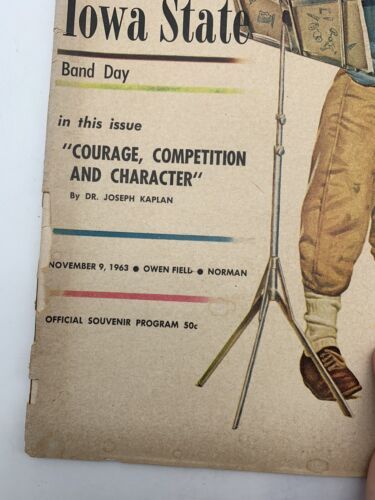 Iowa State
Band Day
in this issue
"COURAGE, COMPETITION
AND CHARACTER"
By DR. JOSEPH KAPLAN
NOVEMBER 9, 1963 ● OWEN FIELD ● NORMAN
OFFICIAL SOUVENIR PROGRAM 50c